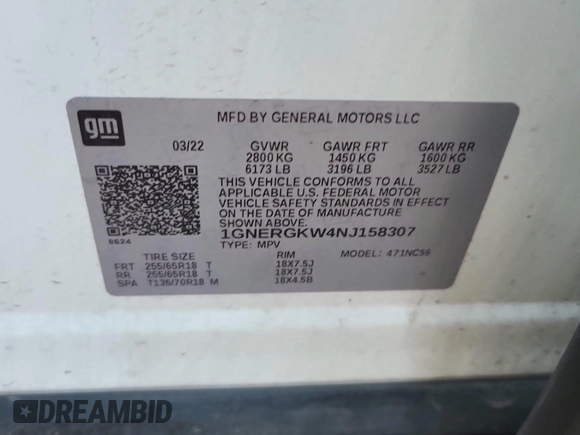 gm
MFD BY GENERAL MOTORS LLC
03/22 GVWR GAWR FRT GAWR RR
2800 KG 1450 KG 1600 KG
6173 LB 3196 LB 3527 LB
THIS VEHICLE CONFORMS TO ALL
APPLICABLE U.S. FEDERAL MOTOR
VEHICLE SAFETY STANDARDS IN EFFECT
ON THE DATE OF MANUFACTURE
SHOWN ABOVE.
1GNERGKW4NJ158307
8624
TYPE: MPV MODEL: 471NC56
TIRE SIZE RIM
FRT 255/65R18 T 18X7.5J
RR 255/65R18 T 18X7.5J
SPA T135/70R18 M 18X4.5B
DREAMBID